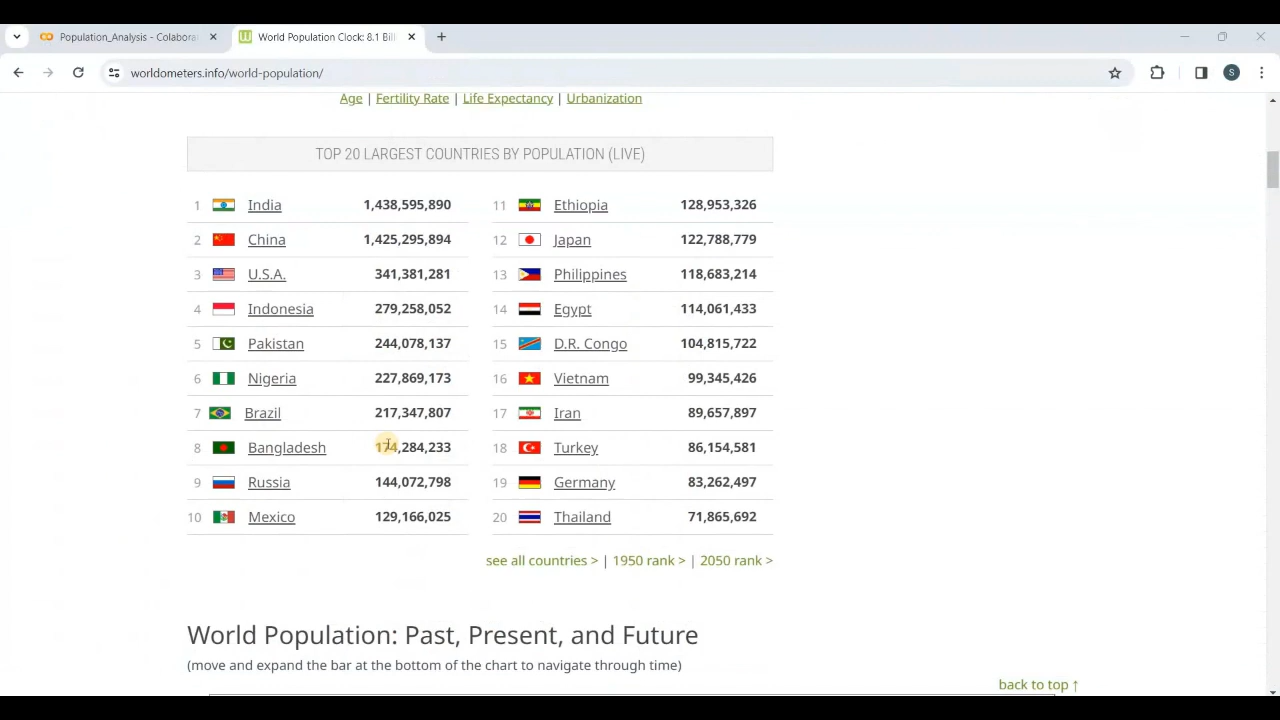 Population_Analysis - Colabora
World Population Clock: 8.1 Bill
worldometers.info/world-population/
S
Age | Fertility Rate | Life Expectancy | Urbanization
TOP 20 LARGEST COUNTRIES BY POPULATION (LIVE)
1 India 1,438,595,890
2 China 1,425,295,894
3 U.S.A. 341,381,281
4 Indonesia 279,258,052
5 Pakistan 244,078,137
6 Nigeria 227,869,173
7 Brazil 217,347,807
8 Bangladesh 174,284,233
9 Russia 144,072,798
10 Mexico 129,166,025
11 Ethiopia 128,953,326
12 Japan 122,788,779
13 Philippines 118,683,214
14 Egypt 114,061,433
15 D.R. Congo 104,815,722
16 Vietnam 99,345,426
17 Iran 89,657,897
18 Turkey 86,154,581
19 Germany 83,262,497
20 Thailand 71,865,692
see all countries > | 1950 rank > | 2050 rank >
World Population: Past, Present, and Future
(move and expand the bar at the bottom of the chart to navigate through time)
back to top ↑